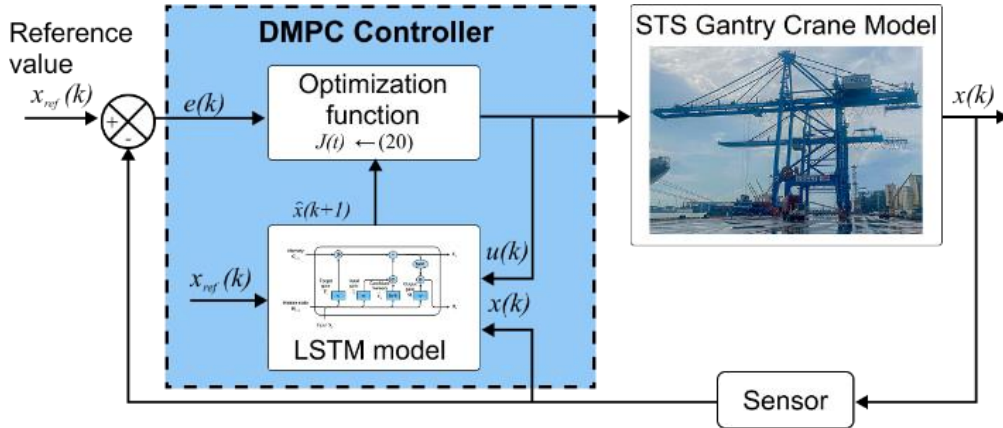 Reference
value
x_ref (k)
+
-
e(k)
DMPC Controller
Optimization
function
J(t) ← (20)
x̂(k+1)
x_ref (k)
LSTM model
u(k)
x(k)
STS Gantry Crane Model
x(k)
Sensor